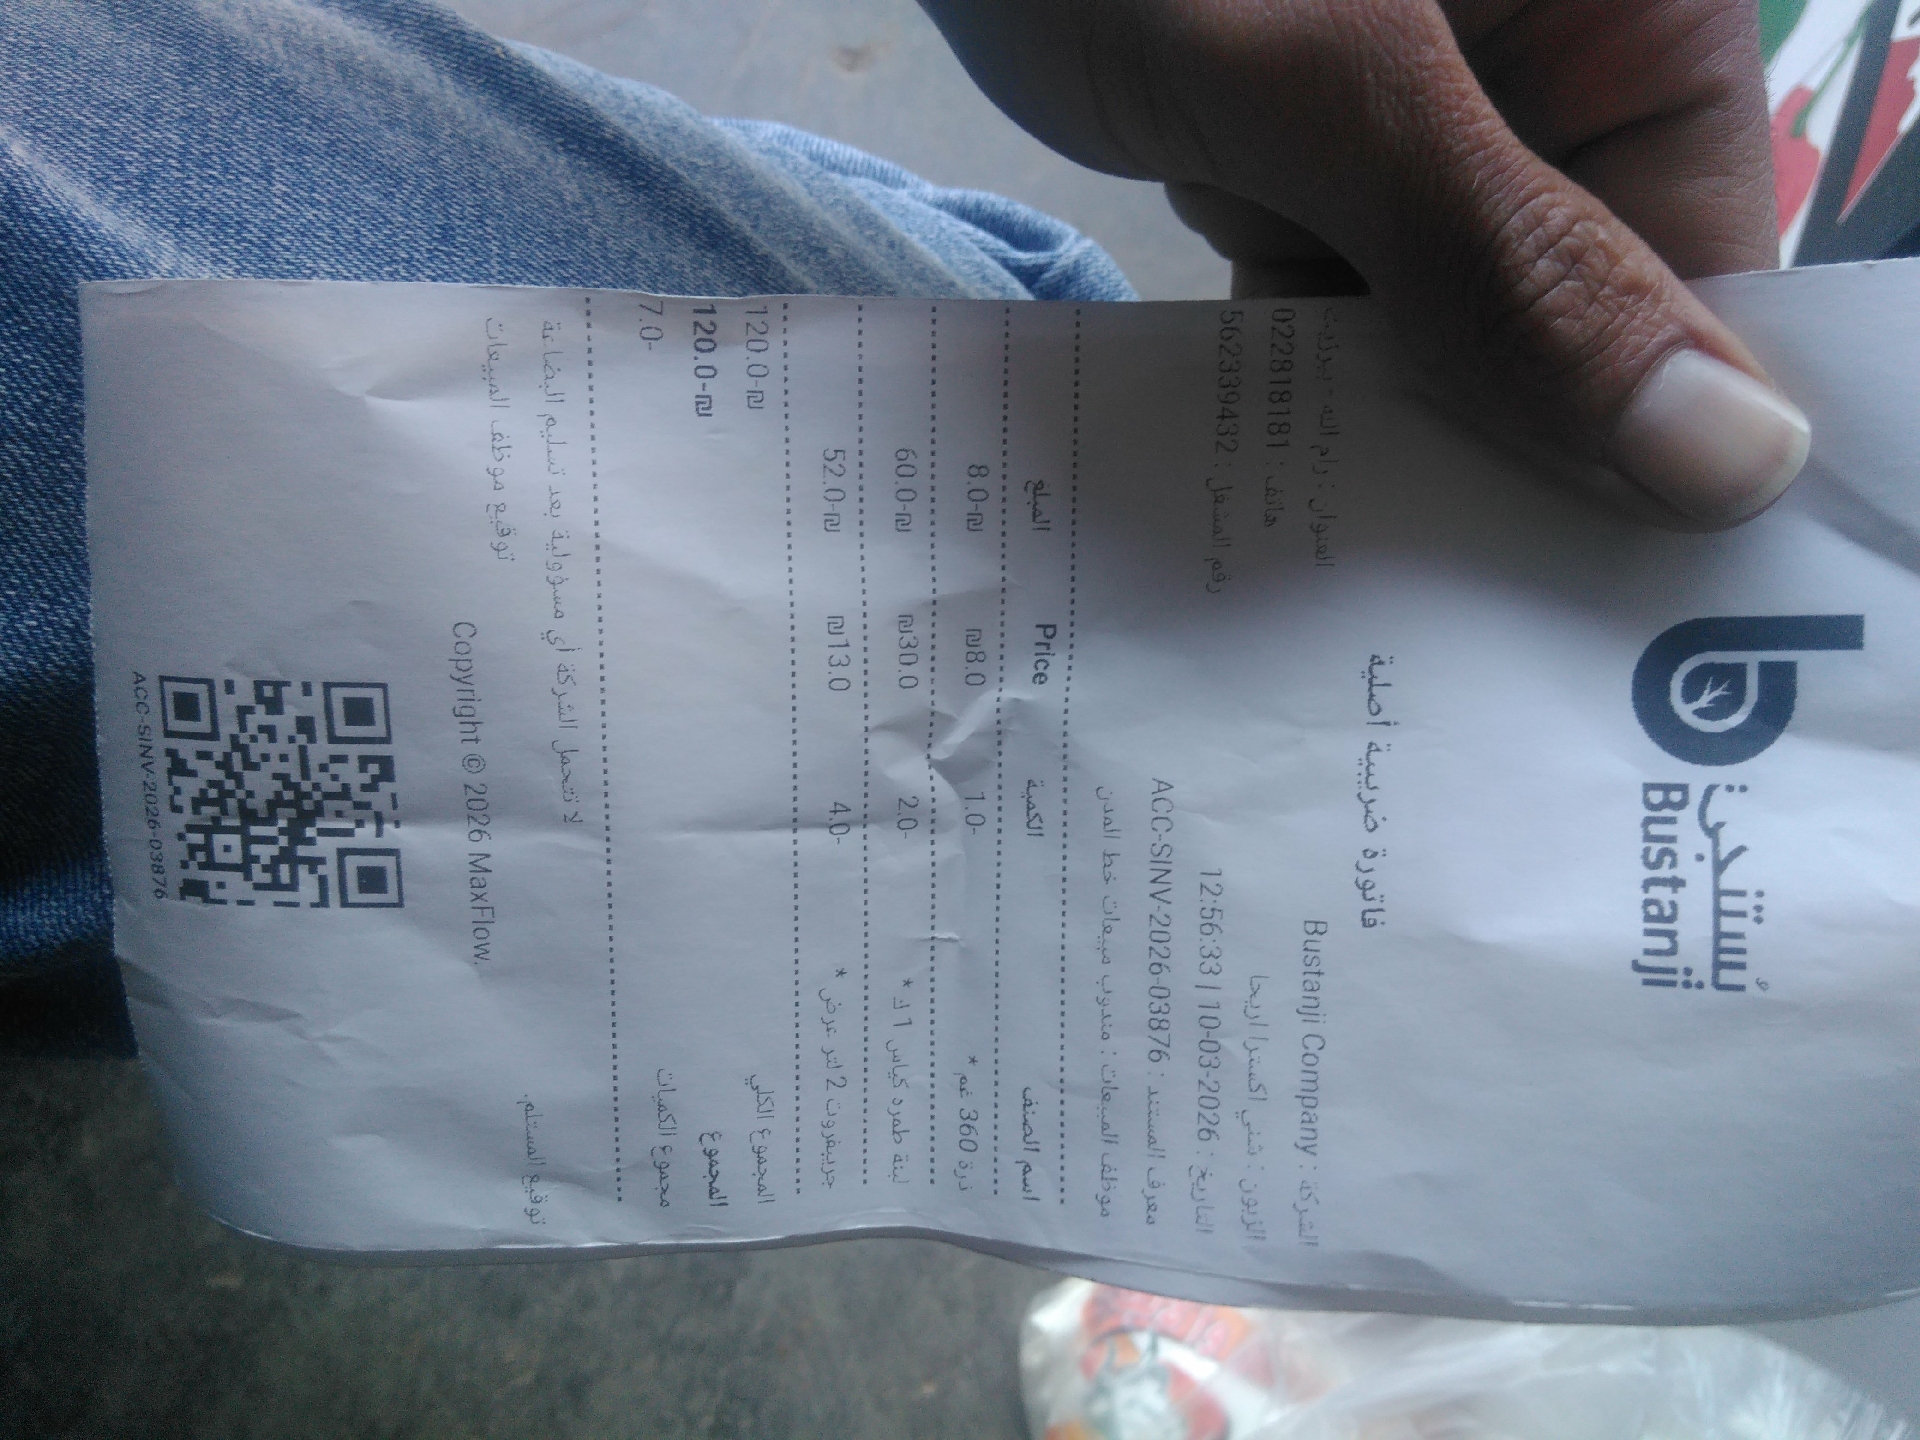 بُستنجي
Bustanji
فاتورة ضريبية أصلية
الشركة : Bustanji Company
العنوان : رام الله - بيرزيت
الزبون : شني اكسترا اريحا
هاتف : 022818181
التاريخ : 2026-03-10 | 12:56:33
رقم المشغل : 562339432
معرف المستند : ACC-SINV-2026-03876
موظف المبيعات : مندوب مبيعات خط المدن
اسم الصنف الكمية Price المبلغ
ذرة 360 غم * 1.0- ₪8.0 8.0-₪
لبنة طمره كياس 1 ك * 2.0- ₪30.0 60.0-₪
جريبفروت 2 لتر عرض * 4.0- ₪13.0 52.0-₪
المجموع الكلي 120.0-₪
المجموع 120.0-₪
مجموع الكميات 7.0-
لا تتحمل الشركة أي مسؤولية بعد تسليم البضاعة
توقيع المستلم. توقيع موظف المبيعات
Copyright © 2026 MaxFlow.
ACC-SINV-2026-03876